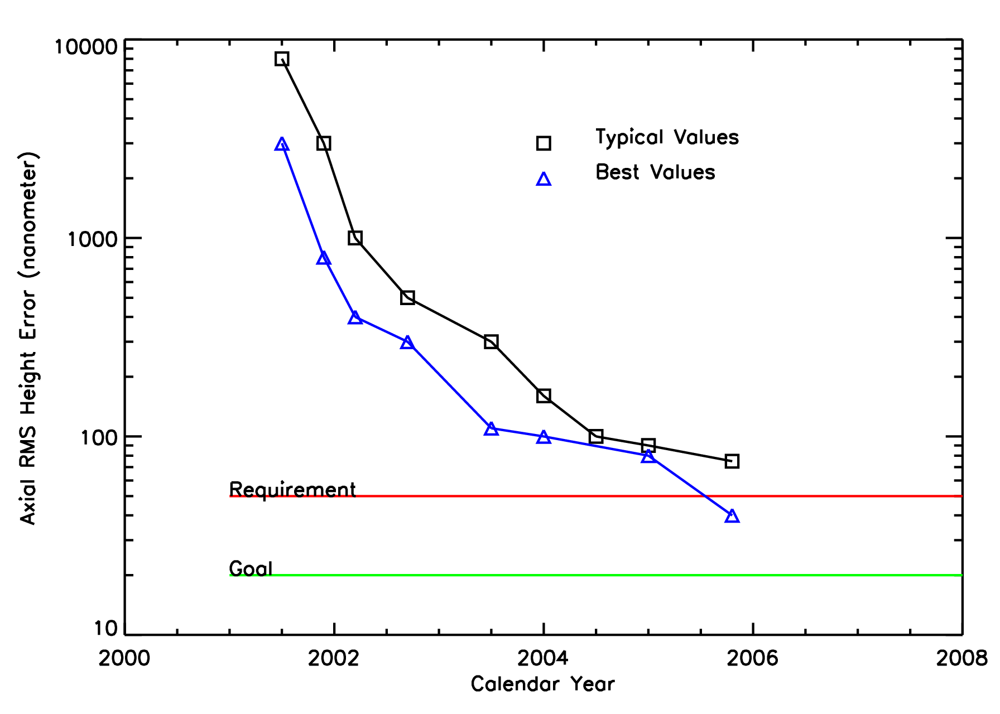 10000
1000
100
10
Axial RMS Height Error (nanometer)
Typical Values
Best Values
Requirement
Goal
2000 2002 2004 2006 2008
Calendar Year